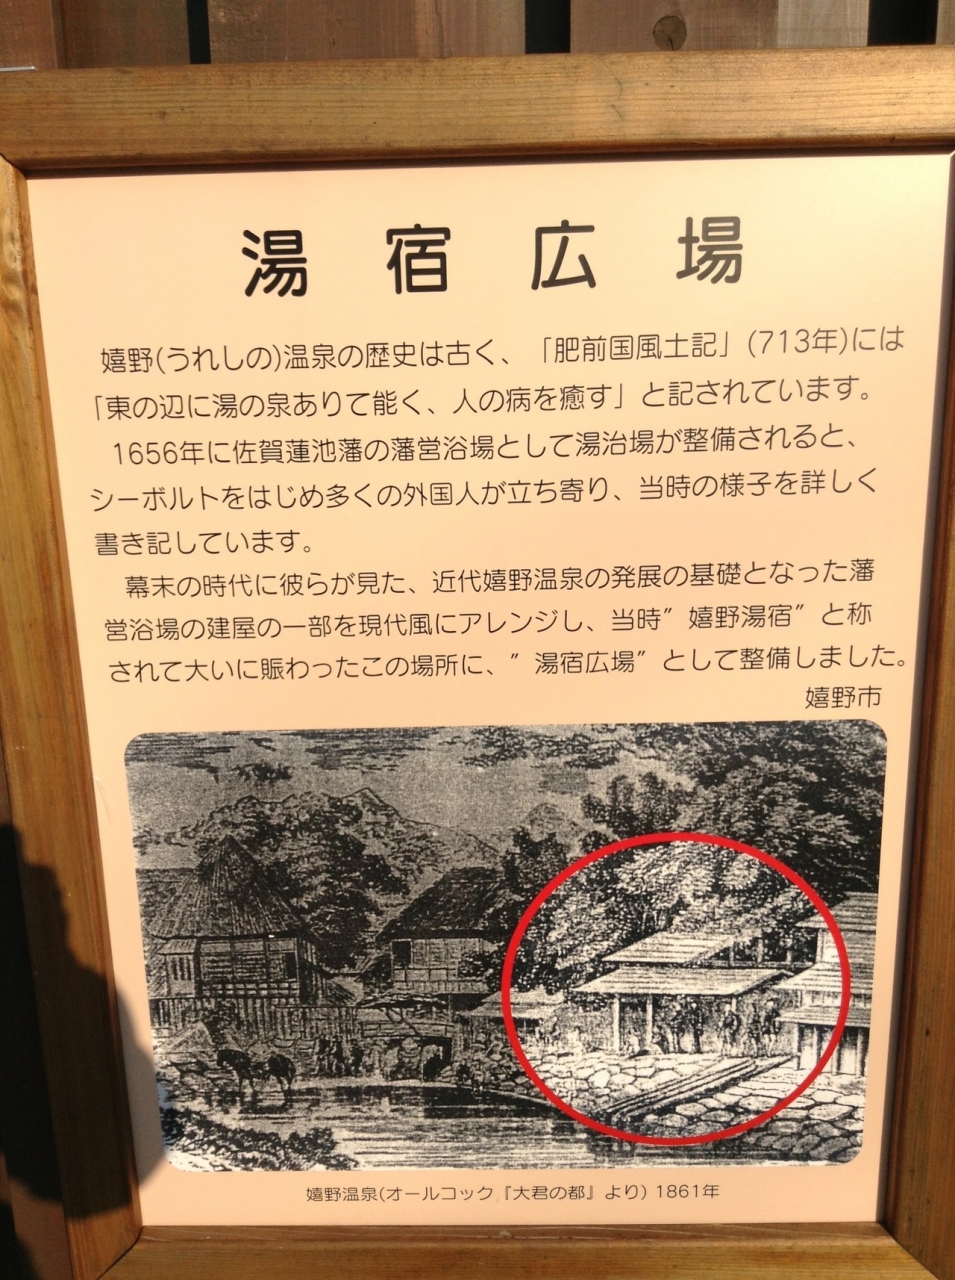 湯宿広場
嬉野(うれしの)温泉の歴史は古く、「肥前国風土記」(713年)には
「東の辺に湯の泉ありて能く、人の病を癒す」と記されています。
1656年に佐賀蓮池藩の藩営浴場として湯治場が整備されると、
シーボルトをはじめ多くの外国人が立ち寄り、当時の様子を詳しく
書き記しています。
幕末の時代に彼らが見た、近代嬉野温泉の発展の基礎となった藩
営浴場の建屋の一部を現代風にアレンジし、当時”嬉野湯宿”と称
されて大いに賑わったこの場所に、”湯宿広場”として整備しました。
嬉野市
嬉野温泉(オールコック『大君の都』より) 1861年